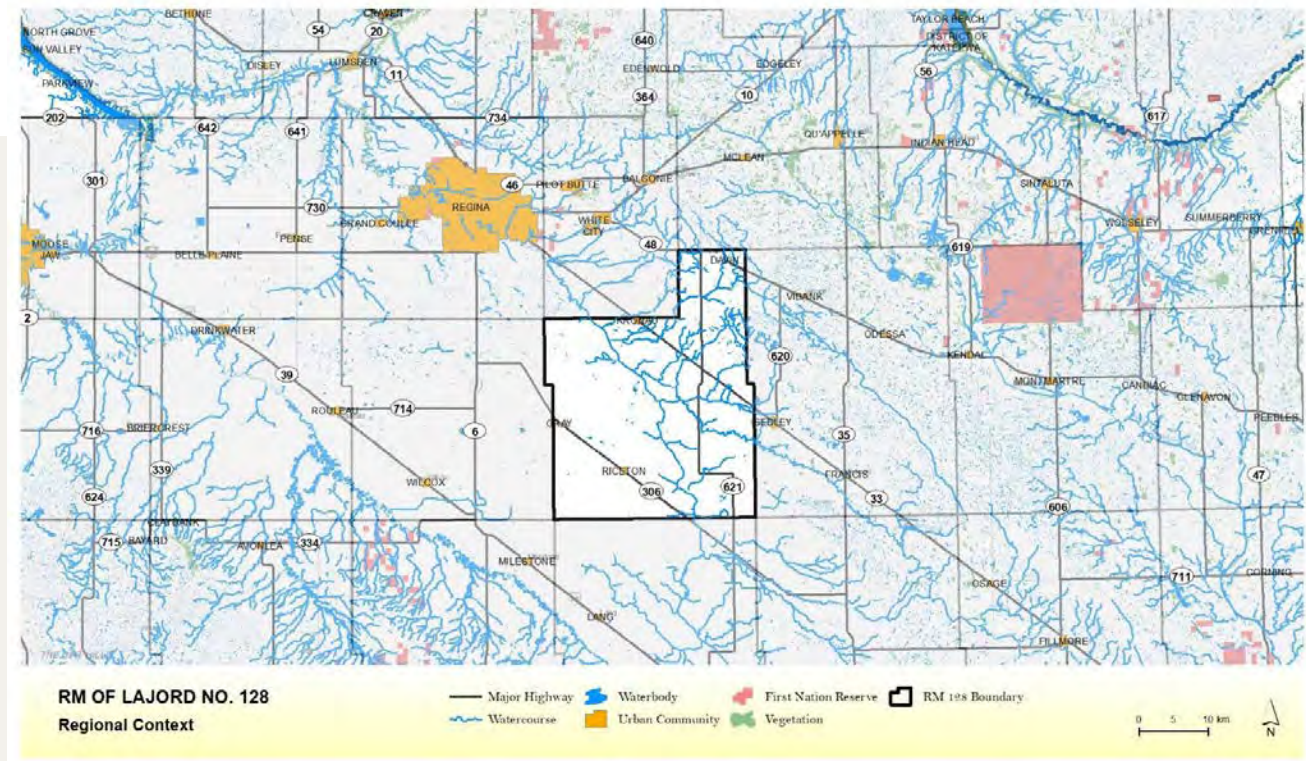 BETHUNE
CRAVEN
54
20
TAYLOR BEACH
NORTH GROVE
SUN VALLEY
640
DISTRICT OF
KATEPWA
DISLEY
LUMSDEN
EDENWOLD
EDGELEY
11
56
PARKVIEW
364
10
202
642
641
734
617
QU'APPELLE
INDIAN HEAD
MCLEAN
301
46
PILOT BUTTE
BALGONIE
SINTALUTA
730
REGINA
GRAND COULEE
WHITE
CITY
WOLSELEY
SUMMERBERRY
GRENFELL
PENSE
MOOSE
JAW
48
619
BELLE PLAINE
DAVIN
VIBANK
2
DRINKWATER
KRONAU
ODESSA
620
KENDAL
39
MONTMARTRE
CANDIAC
GLENAVON
ROULEAU
714
PEEBLES
716
BRIERCREST
6
GRAY
SEDLEY
35
339
RICETON
FRANCIS
47
WILCOX
306
621
33
624
606
CLAYBANK
715
BAYARD
AVONLEA
334
MILESTONE
711
CORNING
OSAGE
LANG
FILLMORE
RM OF LAJORD NO. 128
Regional Context
Major Highway
Waterbody
First Nation Reserve
RM 128 Boundary
Watercourse
Urban Community
Vegetation
0 5 10 km
N